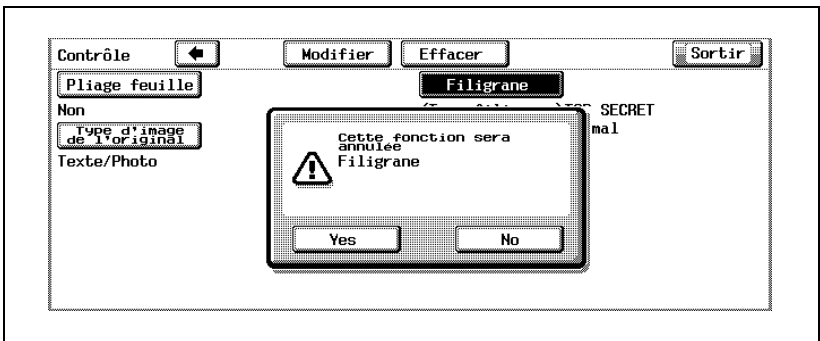 Contrôle
Modifier
Effacer
Sortir
Pliage feuille
Filigrane
Non
TOP SECRET
Type d'image
de l'original
mal
Texte/Photo
Cette fonction sera
annulée
Filigrane
Yes
No